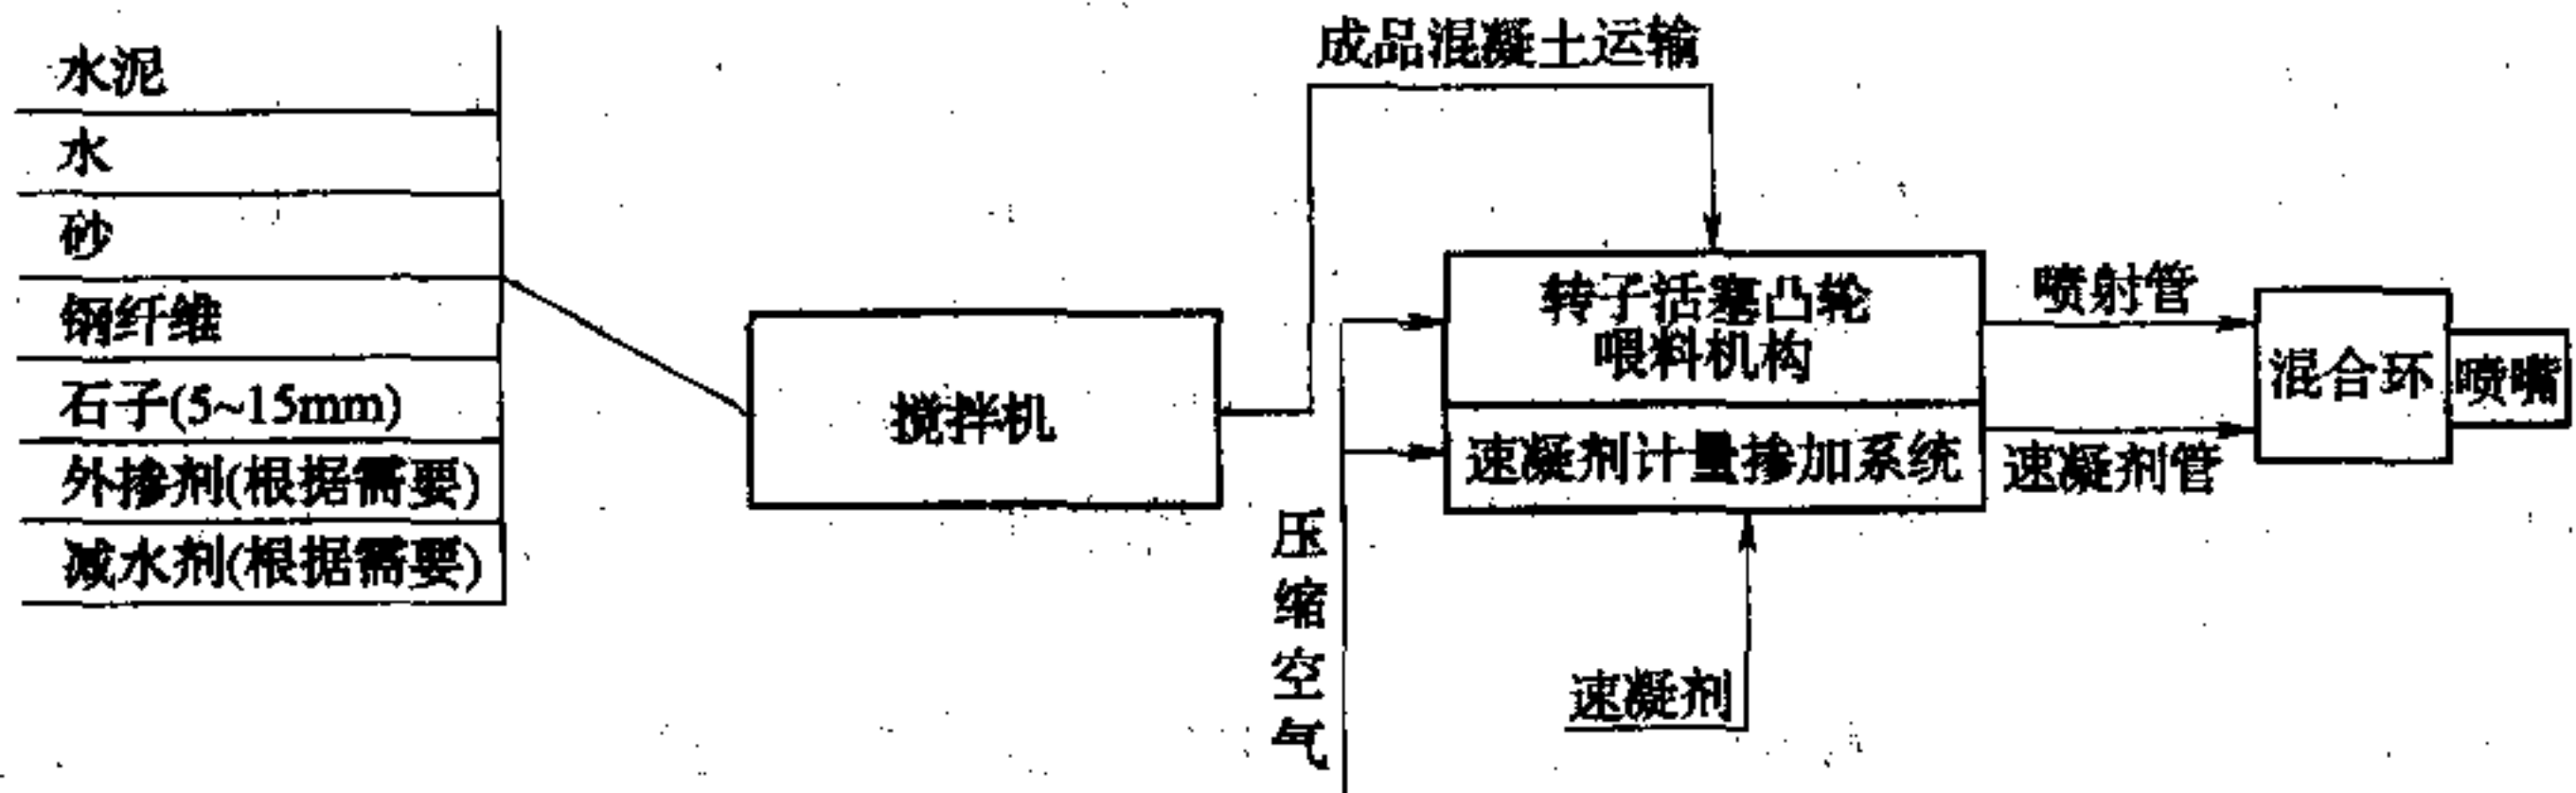 水泥
水
砂
钢纤维
石子(5~15mm)
外掺剂(根据需要)
减水剂(根据需要)
搅拌机
成品混凝土运输
压缩空气
转子活塞凸轮
喂料机构
速凝剂计量掺加系统
速凝剂
喷射管
速凝剂管
混合环
喷嘴